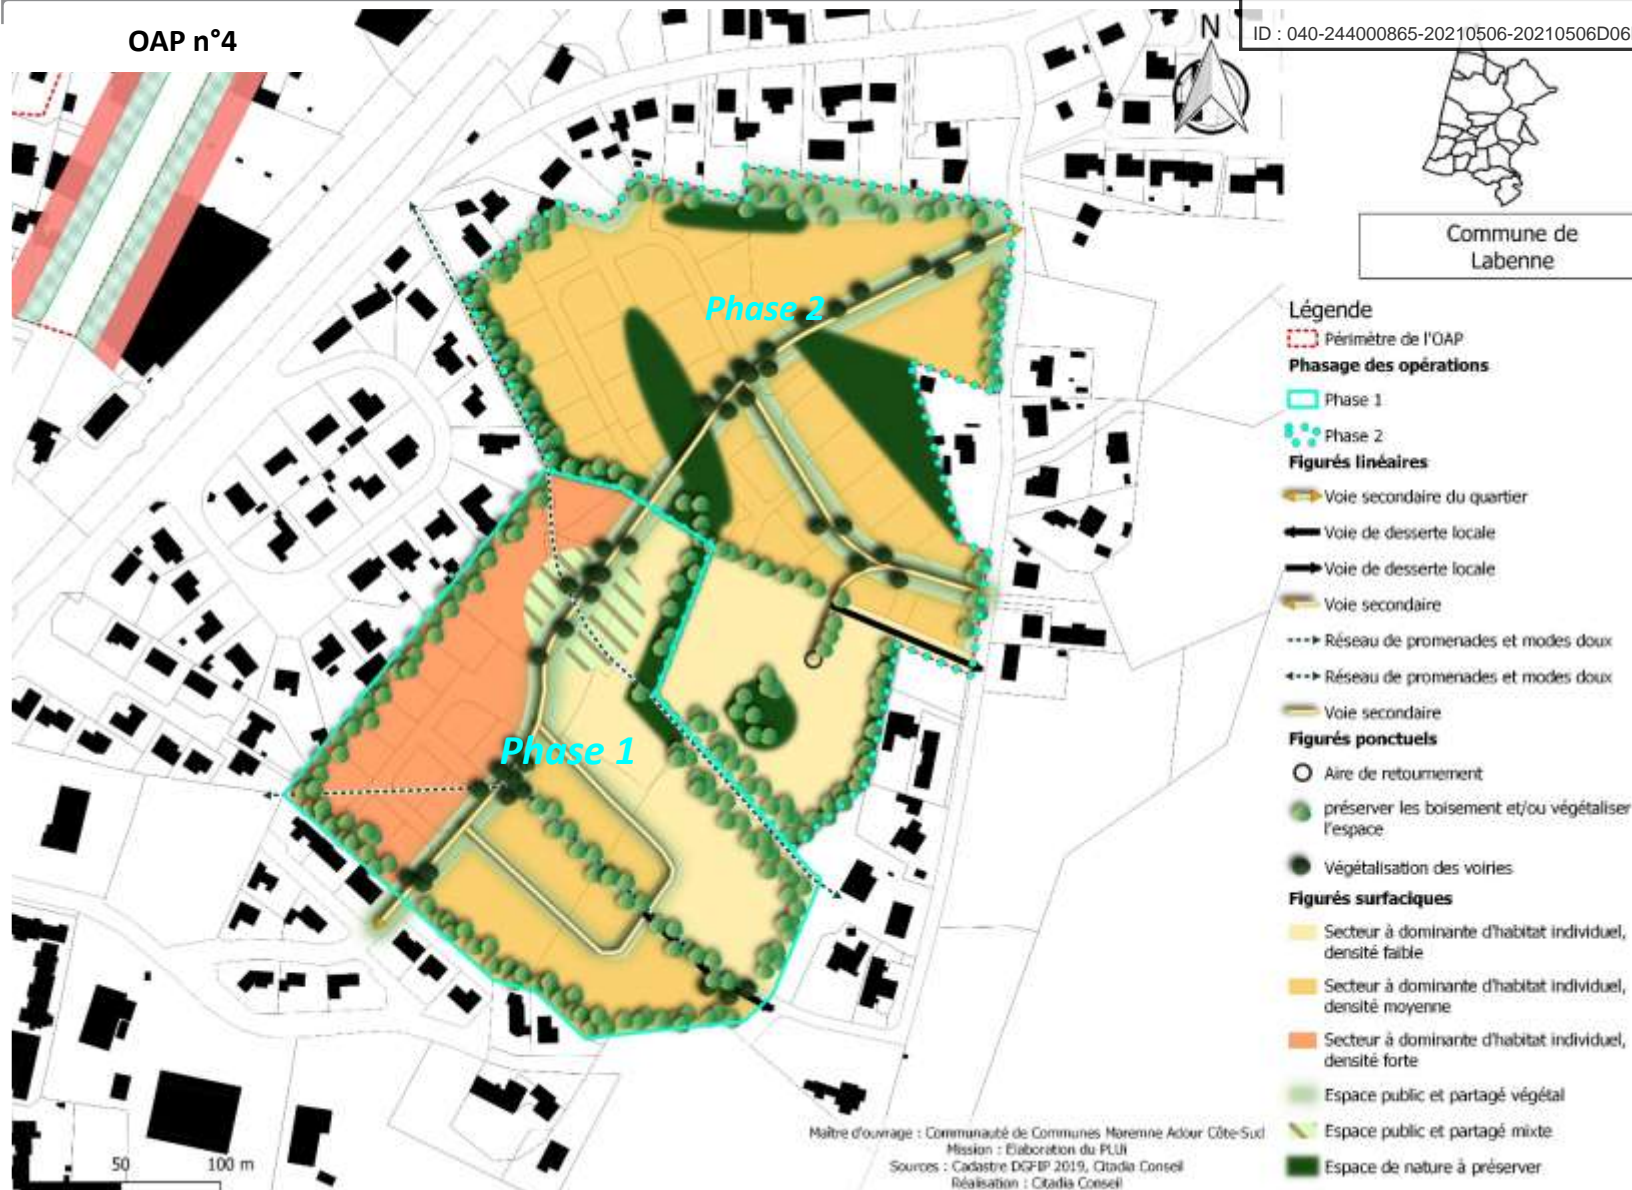 OAP n°4
N
ID : 040-244000865-20210506-20210506D06
Commune de
Labenne
Phase 2
Phase 1
Légende
Périmètre de l'OAP
Phasage des opérations
Phase 1
Phase 2
Figurés linéaires
Voie secondaire du quartier
Voie de desserte locale
Voie de desserte locale
Voie secondaire
Réseau de promenades et modes doux
Réseau de promenades et modes doux
Voie secondaire
Figurés ponctuels
Aire de retournement
préserver les boisement et/ou végétaliser
l'espace
Végétalisation des voiries
Figurés surfaciques
Secteur à dominante d'habitat individuel,
densité faible
Secteur à dominante d'habitat individuel,
densité moyenne
Secteur à dominante d'habitat individuel,
densité forte
Espace public et partagé végétal
Espace public et partagé mixte
Espace de nature à préserver
Maître d'ouvrage : Communauté de Communes Maremne Adour Côte-Sud
Mission : Elaboration du PLUi
Sources : Cadastre DGFIP 2019, Citadia Conseil
Réalisation : Citadia Conseil
50 100 m